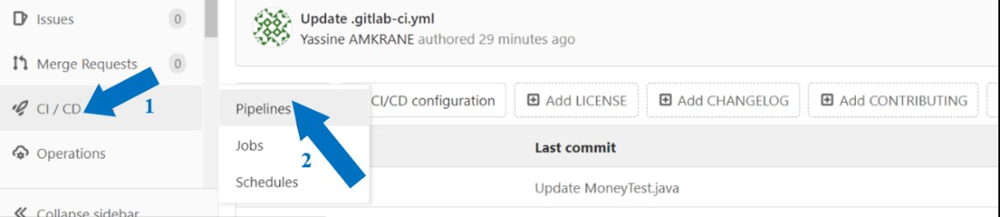 Issues 0
Update .gitlab-ci.yml
Yassine AMKRANE authored 29 minutes ago
Merge Requests 0
CI / CD 1
Pipelines
CI/CD configuration
Add LICENSE
Add CHANGELOG
Add CONTRIBUTING
Jobs
2
Last commit
Operations
Schedules
Update MoneyTest.java
Collapse sidebar